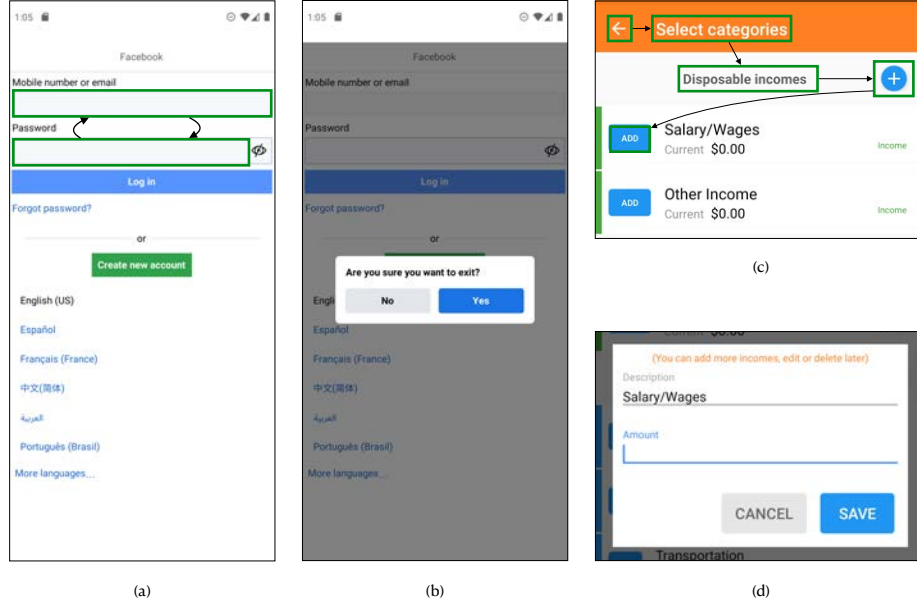 1:05
Facebook
Mobile number or email
Password
Log in
Forgot password?
or
Create new account
English (US)
Español
Français (France)
中文(简体)
العربية
Português (Brasil)
More languages...
(a)
1:05
Facebook
Mobile number or email
Password
Log in
Forgot password?
or
Are you sure you want to exit?
No
Yes
Engli
Español
Français (France)
中文(简体)
العربية
Português (Brasil)
More languages...
(b)
Select categories
Disposable incomes
ADD
Salary/Wages
Current $0.00
Income
ADD
Other Income
Current $0.00
Income
(c)
Current $0.00
(You can add more incomes, edit or delete later)
Description
Salary/Wages
Amount
CANCEL
SAVE
Transportation
(d)